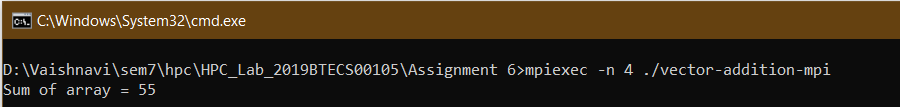 C:\Windows\System32\cmd.exe
D:\Vaishnavi\sem7\hpc\HPC_Lab_2019BTECS00105\Assignment 6>mpiexec -n 4 ./vector-addition-mpi
Sum of array = 55